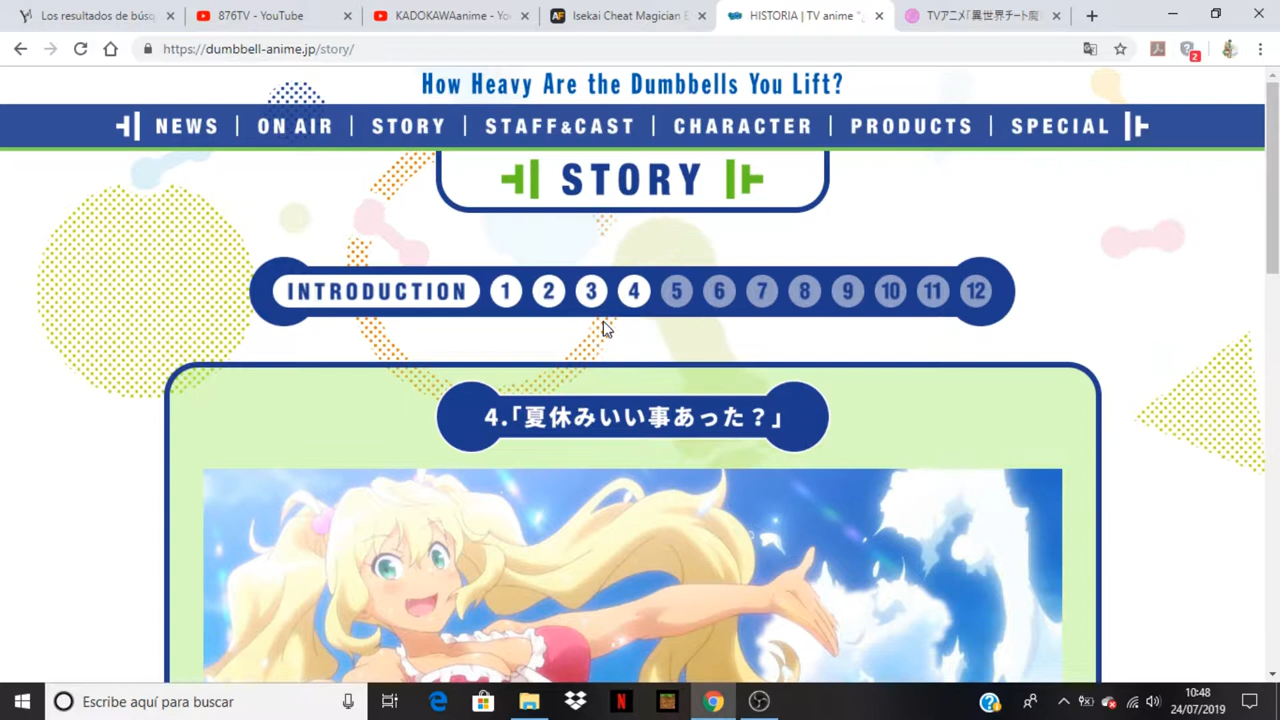 Los resultados de búsq
876TV - YouTube
KADOKAWAanime - Yo
Isekai Cheat Magician E
HISTORIA | TV anime "
TVアニメ「異世界チート魔
https://dumbbell-anime.jp/story/
2
How Heavy Are the Dumbbells You Lift?
NEWS | ON AIR | STORY | STAFF&CAST | CHARACTER | PRODUCTS | SPECIAL
STORY
INTRODUCTION 1 2 3 4 5 6 7 8 9 10 11 12
4.「夏休みいい事あった？」
Escribe aquí para buscar
10:48
24/07/2019